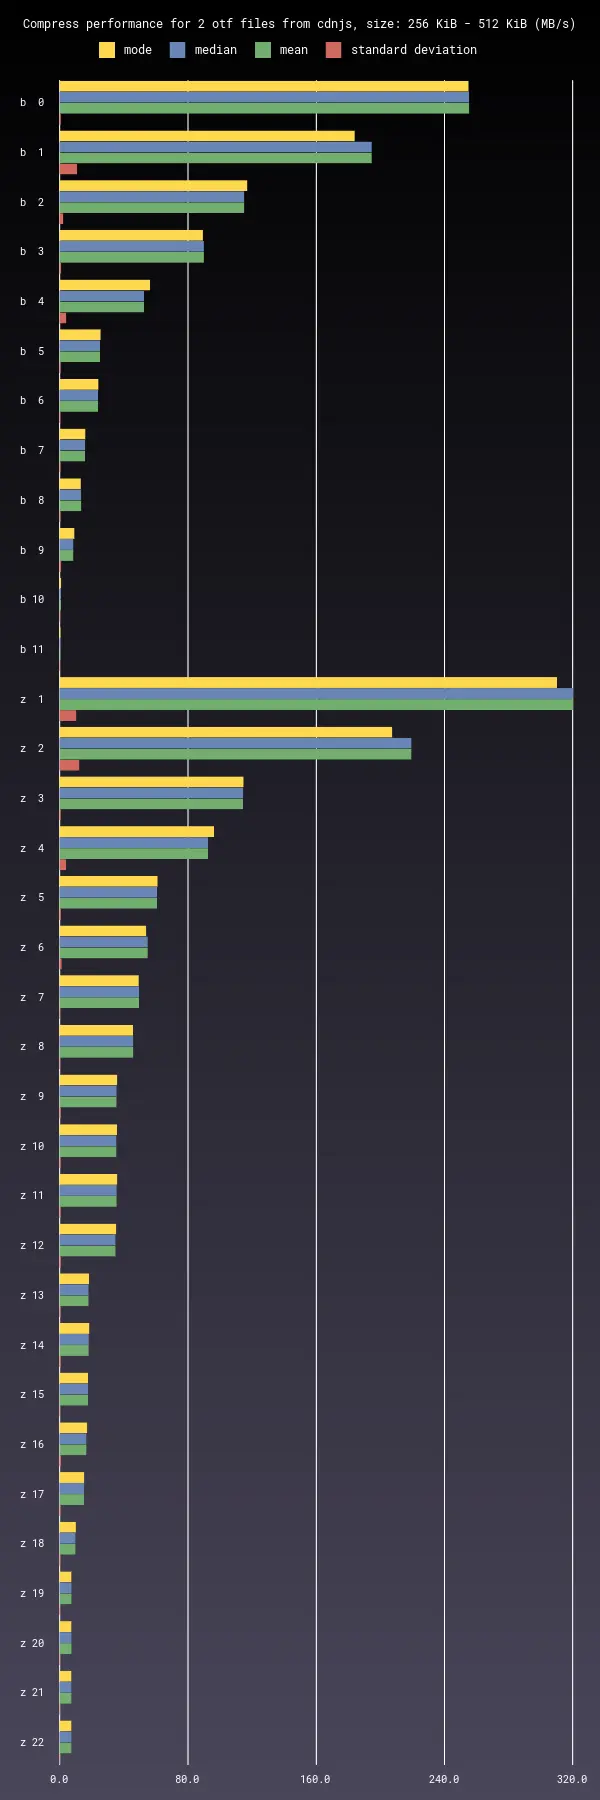 Compress performance for 2 otf files from cdnjs, size: 256 KiB - 512 KiB (MB/s)
mode median mean standard deviation
b 0
b 1
b 2
b 3
b 4
b 5
b 6
b 7
b 8
b 9
b 10
b 11
z 1
z 2
z 3
z 4
z 5
z 6
z 7
z 8
z 9
z 10
z 11
z 12
z 13
z 14
z 15
z 16
z 17
z 18
z 19
z 20
z 21
z 22
0.0 80.0 160.0 240.0 320.0